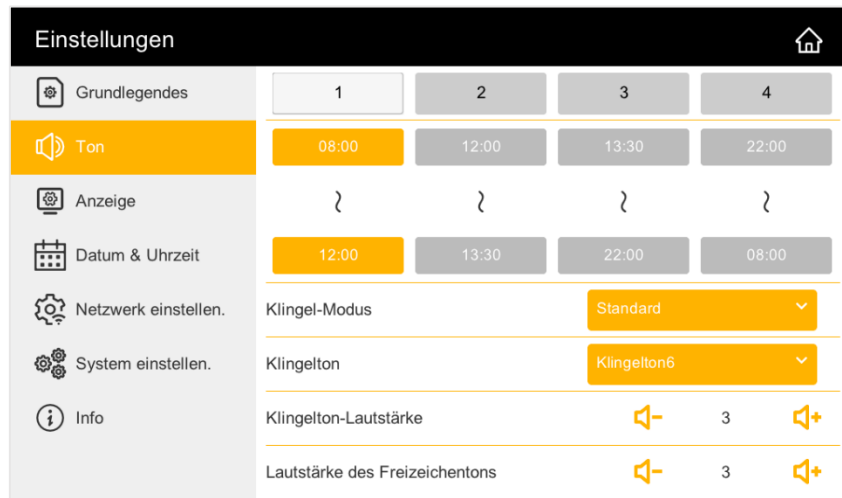 Einstellungen
Grundlegendes
Ton
Anzeige
Datum & Uhrzeit
Netzwerk einstellen.
System einstellen.
Info
1 2 3 4
08:00 12:00 13:30 22:00
~ ~ ~ ~
12:00 13:30 22:00 08:00
Klingel-Modus Standard
Klingelton Klingelton6
Klingelton-Lautstärke 3
Lautstärke des Freizeichentons 3